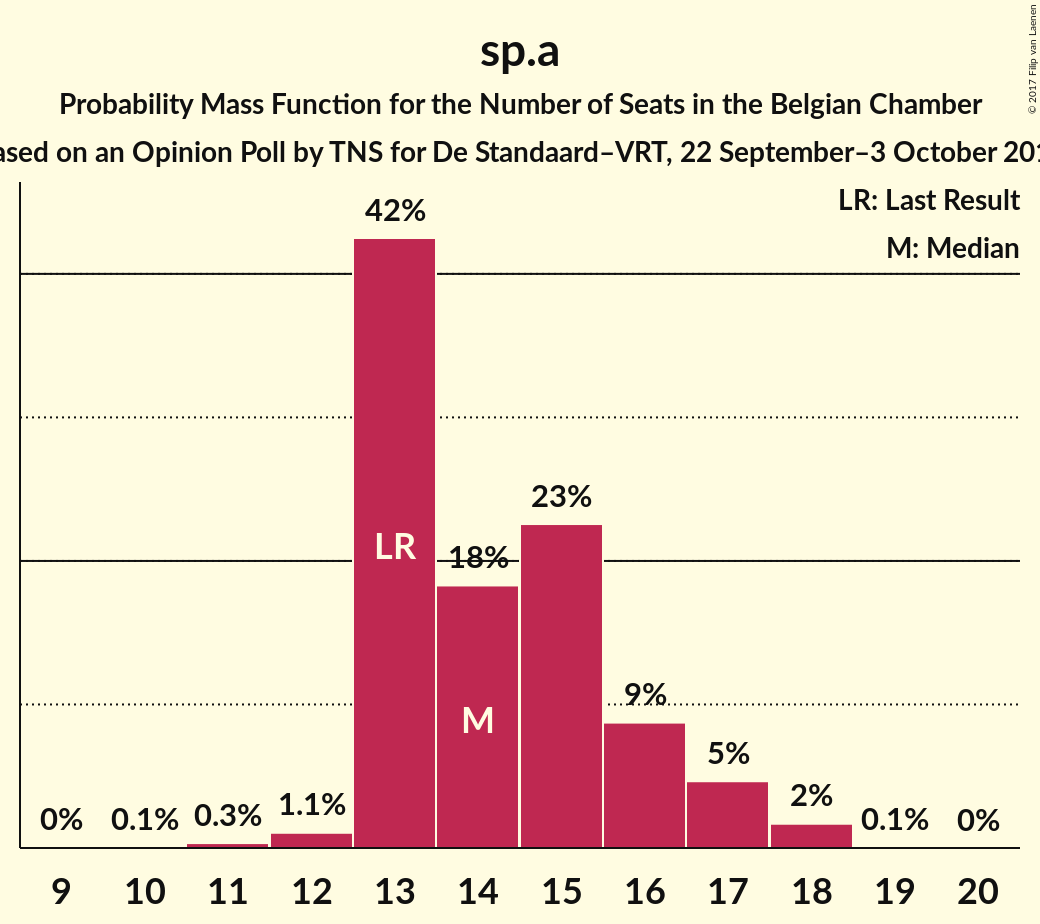 sp.a
Probability Mass Function for the Number of Seats in the Belgian Chamber
ased on an Opinion Poll by TNS for De Standaard–VRT, 22 September–3 October 201
© 2017 Filip van Laenen
LR: Last Result
M: Median
0% 0.1% 0.3% 1.1% 42% 18% 23% 9% 5% 2% 0.1% 0%
LR
M
9 10 11 12 13 14 15 16 17 18 19 20